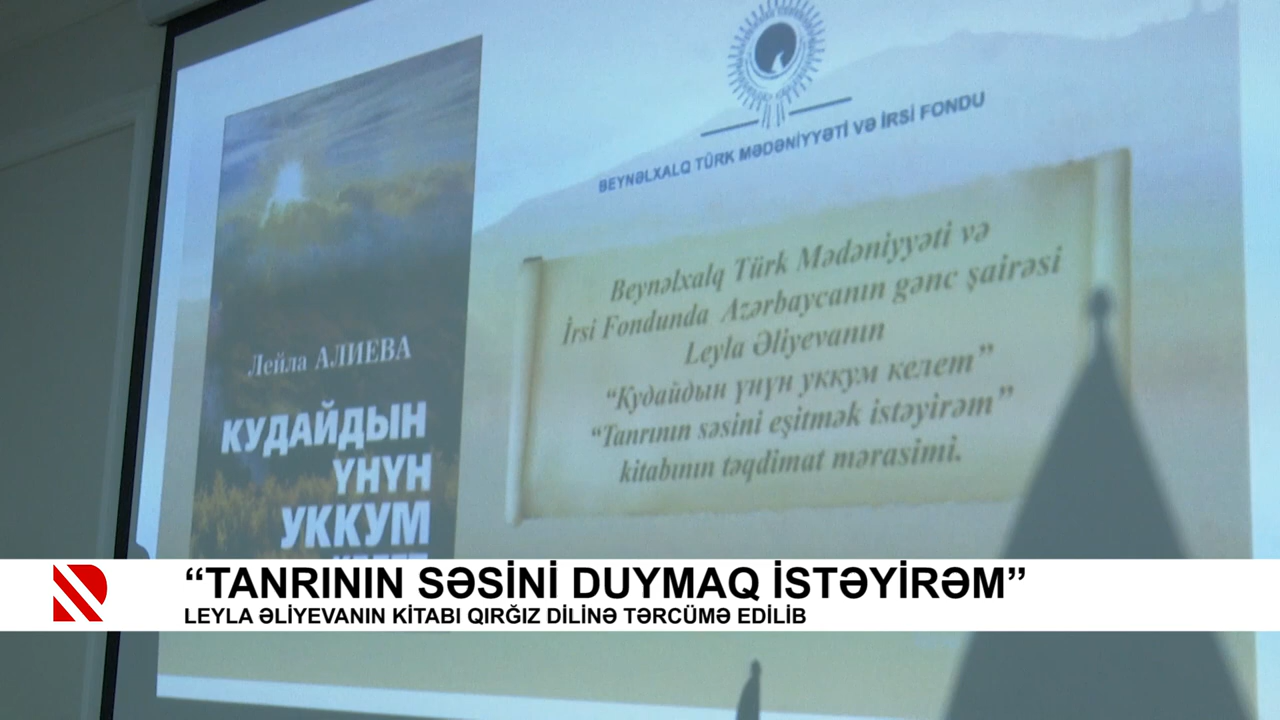 BEYNƏLXALQ TÜRK MƏDƏNİYYƏTİ VƏ İRSİ FONDU
Beynəlxalq Türk Mədəniyyəti və
İrsi Fondunda Azərbaycanın gənc şairəsi
Leyla Əliyevanın
“Кудайдын үнүн уккум келет”
“Tanrının səsini eşitmək istəyirəm”
kitabının təqdimat mərasimi.
Лейла АЛИЕВА
КУДАЙДЫН
ҮНҮН
УККУМ
“TANRININ SƏSİNİ DUYMAQ İSTƏYİRƏM”
LEYLA ƏLİYEVANIN KİTABI QIRĞIZ DİLİNƏ TƏRCÜMƏ EDİLİB